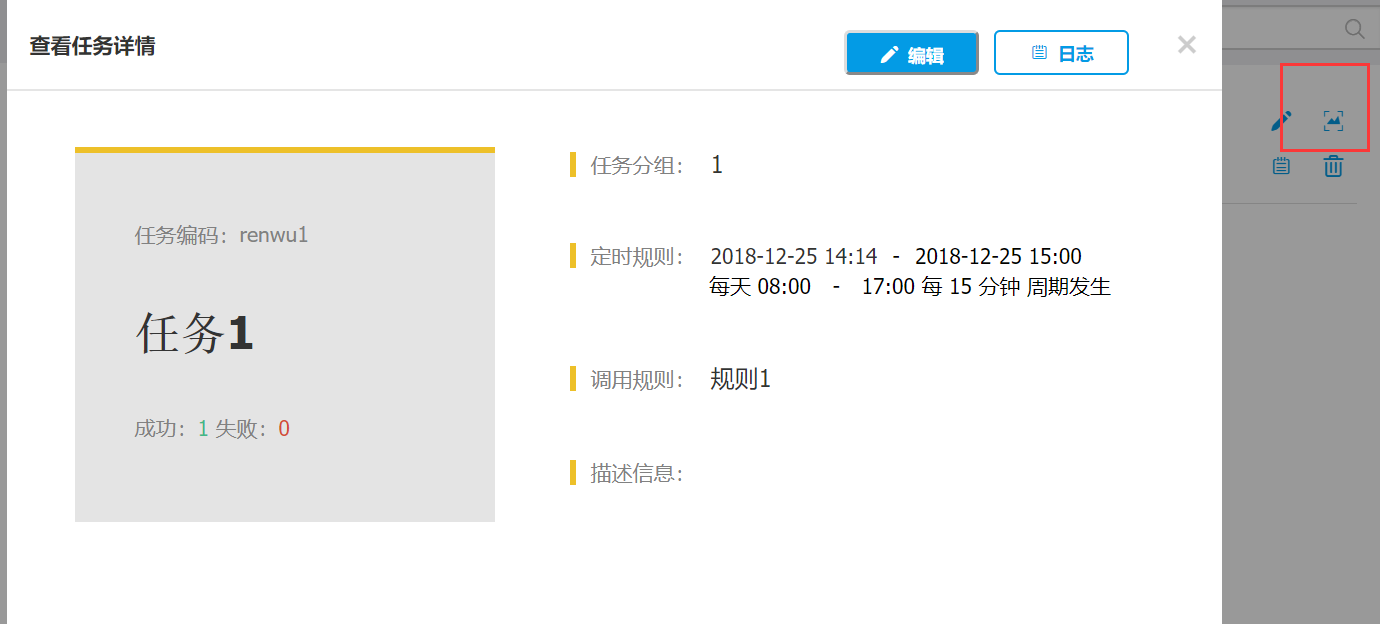 查看任务详情
编辑
日志
任务编码：renwu1
任务1
成功：1 失败：0
任务分组： 1
定时规则： 2018-12-25 14:14 - 2018-12-25 15:00
每天 08:00 - 17:00 每 15 分钟 周期发生
调用规则： 规则1
描述信息：